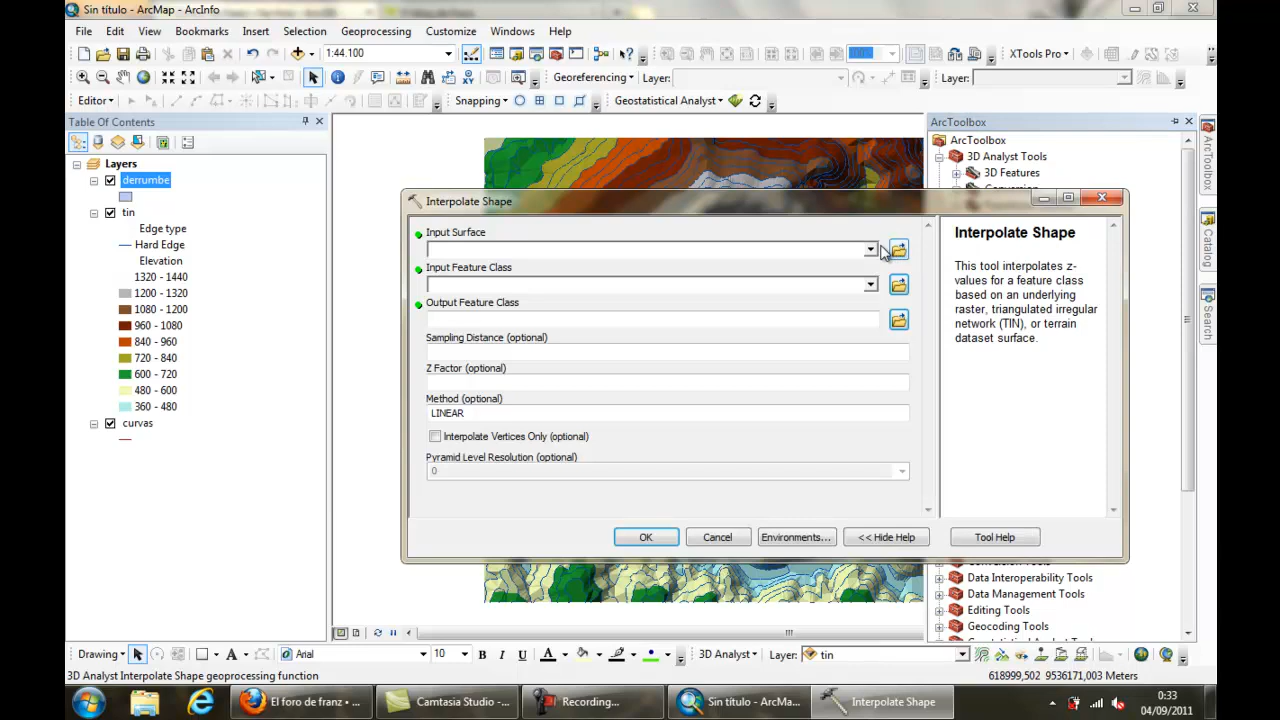 Sin título - ArcMap - ArcInfo
File Edit View Bookmarks Insert Selection Geoprocessing Customize Windows Help
1:44.100
XTools Pro
Georeferencing Layer:
Layer:
Editor
Snapping
Geostatistical Analyst
Table Of Contents
Layers
derrumbe
tin
Edge type
Hard Edge
Elevation
1320 - 1440
1200 - 1320
1080 - 1200
960 - 1080
840 - 960
720 - 840
600 - 720
480 - 600
360 - 480
curvas
ArcToolbox
ArcToolbox
3D Analyst Tools
3D Features
Interpolate Shape
Input Surface
Input Feature Class
Output Feature Class
Sampling Distance (optional)
Z Factor (optional)
Method (optional)
LINEAR
Interpolate Vertices Only (optional)
Pyramid Level Resolution (optional)
0
OK
Cancel
Environments...
<< Hide Help
Tool Help
Interpolate Shape
This tool interpolates z-
values for a feature class
based on an underlying
raster, triangulated irregular
network (TIN), or terrain
dataset surface.
Data Interoperability Tools
Data Management Tools
Editing Tools
Geocoding Tools
ArcToolbox
Catalog
Search
Drawing
Arial
10
B I U A
3D Analyst
Layer:
tin
3D Analyst Interpolate Shape geoprocessing function
618999,502 9536171,003 Meters
El foro de franz • ...
Camtasia Studio -...
Recording...
Sin título - ArcMa...
Interpolate Shape
0:33
04/09/2011